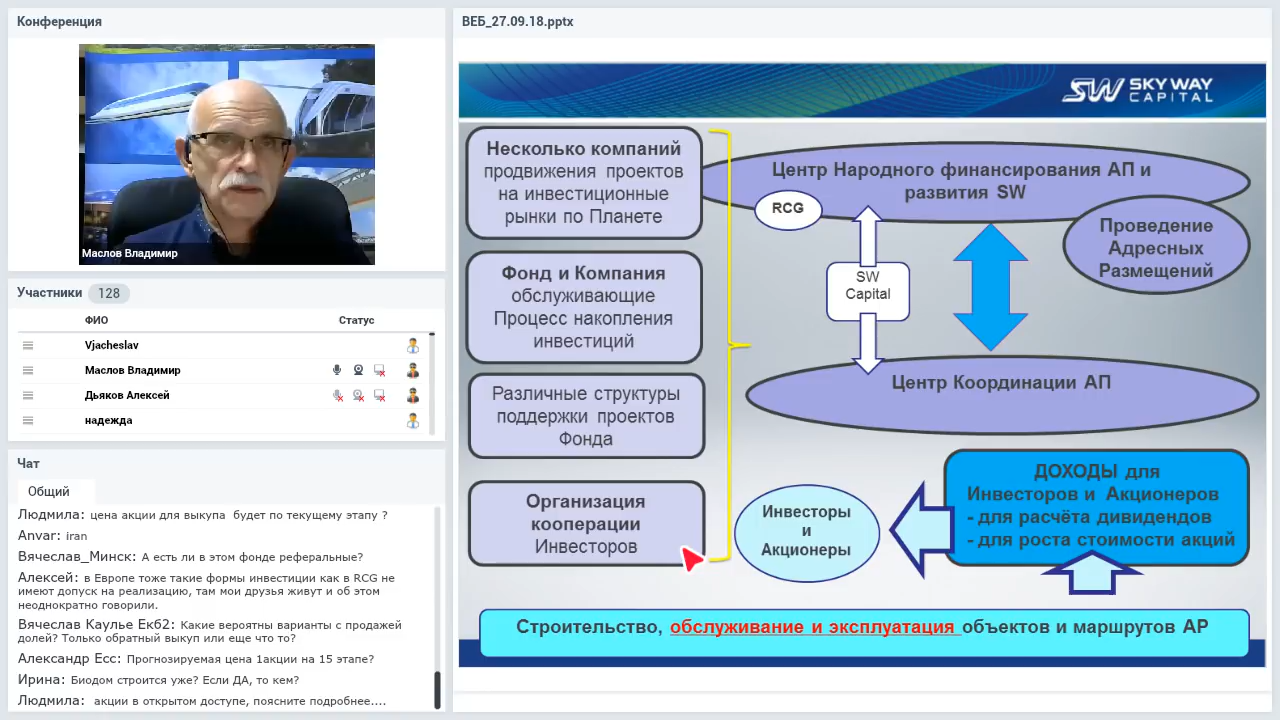 Конференция
Маслов Владимир
Участники 128
ФИО Статус
Vjacheslav
Маслов Владимир
Дьяков Алексей
надежда
Чат
Общий
Людмила: цена акции для выкупа будет по текущему этапу ?
Anvar: iran
Вячеслав_Минск: А есть ли в этом фонде реферальные?
Алексей: в Европе тоже такие формы инвестиции как в RCG не
имеют допуск на реализацию, там мои друзья живут и об этом
неоднократно говорили.
Вячеслав Каулье Екб2: Какие вероятны варианты с продажей
долей? Только обратный выкуп или еще что то?
Александр Есс: Прогнозируемая цена 1акции на 15 этапе?
Ирина: Биодом строится уже? Если ДА, то кем?
Людмила: акции в открытом доступе, поясните подробнее....
ВЕБ_27.09.18.pptx
SW SKY WAY
CAPITAL
Несколько компаний
продвижения проектов
на инвестиционные
рынки по Планете
Фонд и Компания
обслуживающие
Процесс накопления
инвестиций
Различные структуры
поддержки проектов
Фонда
Организация
кооперации
Инвесторов
Центр Народного финансирования АП и
развития SW
RCG
Проведение
Адресных
Размещений
SW
Capital
Центр Координации АП
Инвесторы
и
Акционеры
ДОХОДЫ для
Инвесторов и Акционеров
- для расчёта дивидендов
- для роста стоимости акций
Строительство, обслуживание и эксплуатация объектов и маршрутов АР